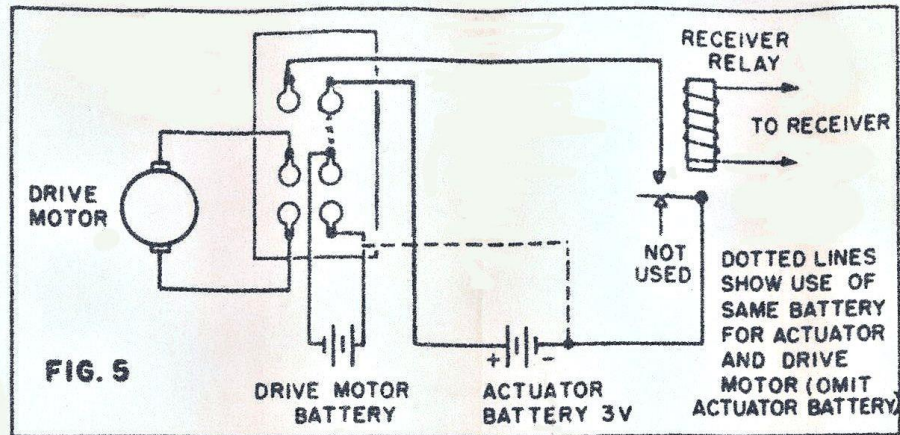 RECEIVER
RELAY
TO RECEIVER
DRIVE
MOTOR
NOT
USED
DOTTED LINES
SHOW USE OF
SAME BATTERY
FOR ACTUATOR
AND DRIVE
MOTOR (OMIT
ACTUATOR BATTERY)
FIG. 5
DRIVE MOTOR
BATTERY
+ -
ACTUATOR
BATTERY 3V